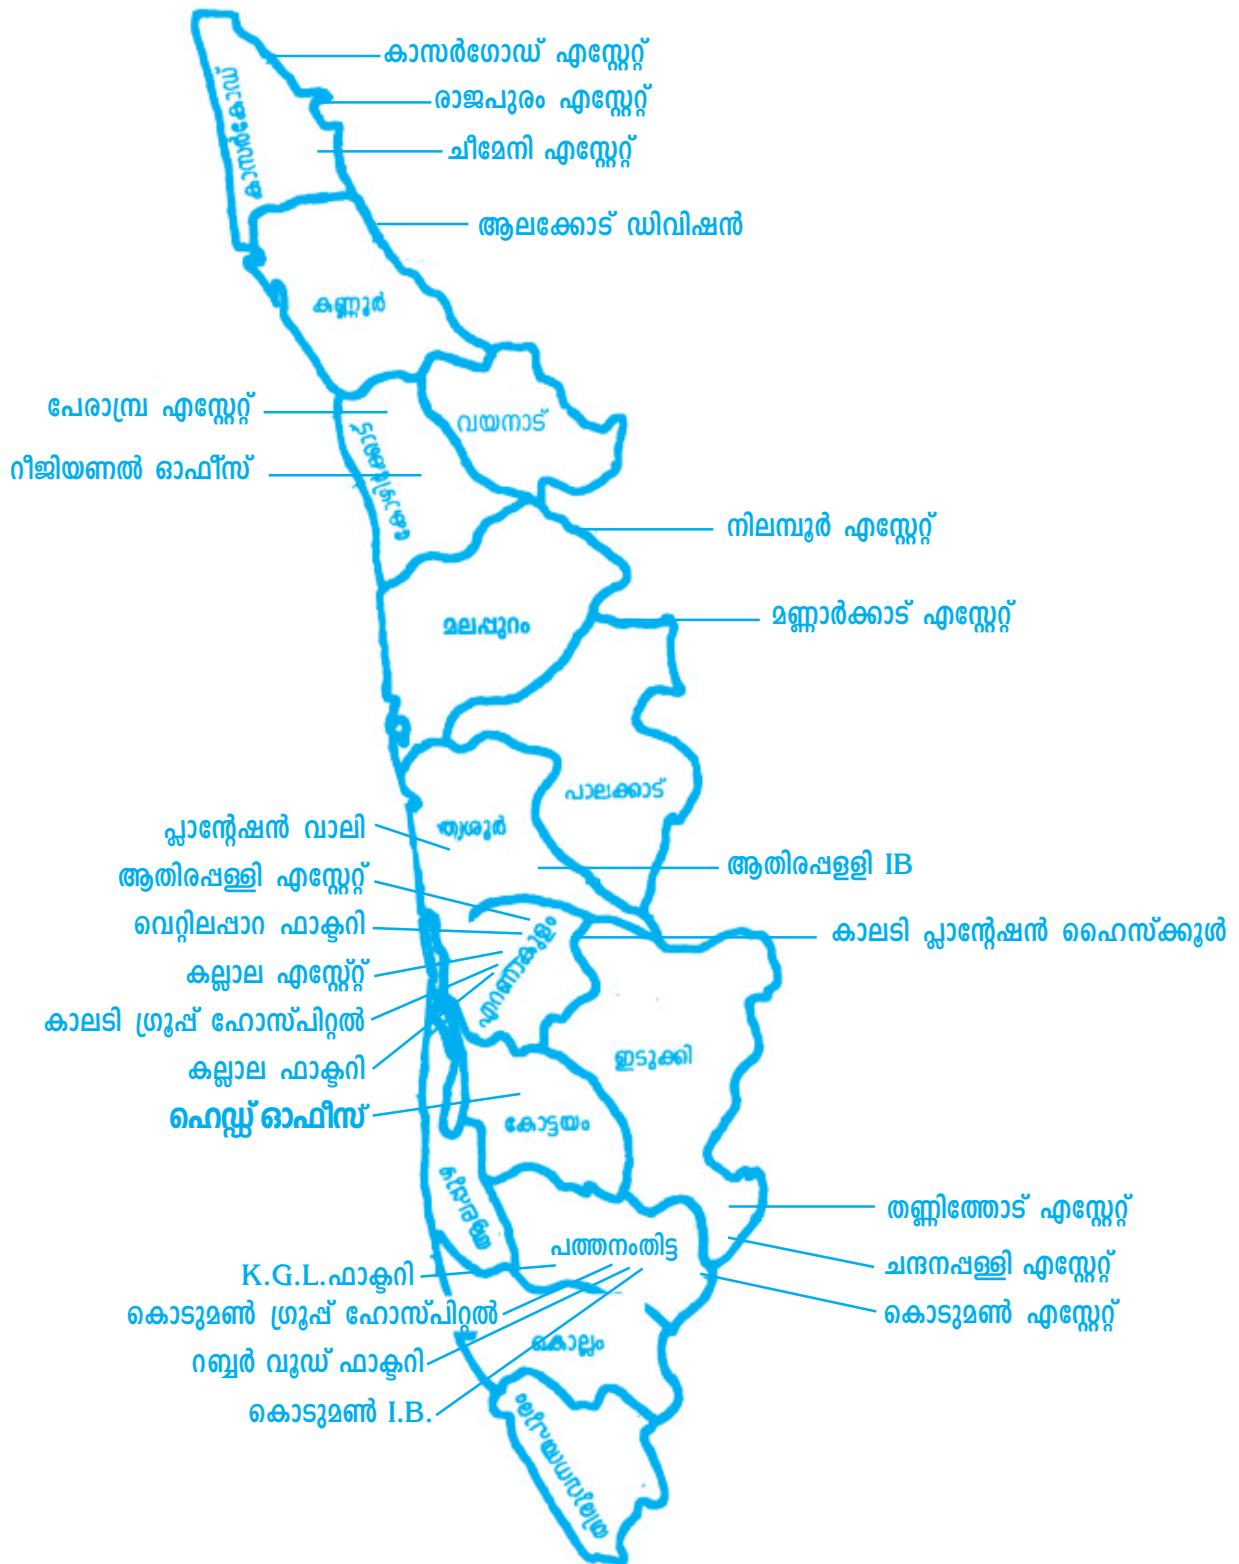 കാസർഗോഡ് എസ്റ്റേറ്റ്
രാജപുരം എസ്റ്റേറ്റ്
ചീമേനി എസ്റ്റേറ്റ്
കാസർകോഡ്
ആലക്കോട് ഡിവിഷൻ
കണ്ണൂർ
പേരാമ്പ്ര എസ്റ്റേറ്റ്
വയനാട്
റീജിയണൽ ഓഫീസ്
നിലമ്പൂർ എസ്റ്റേറ്റ്
മണ്ണാർക്കാട് എസ്റ്റേറ്റ്
മലപ്പുറം
പാലക്കാട്
തൃശൂർ
പ്ലാന്റേഷൻ വാലി
ആതിരപ്പളളി IB
ആതിരപ്പള്ളി എസ്റ്റേറ്റ്
വെറ്റിലപ്പാറ ഫാക്ടറി
കാലടി പ്ലാന്റേഷൻ ഹൈസ്ക്കൂൾ
എറണാകുളം
കല്ലാല എസ്റ്റേ്റ്
കാലടി ഗ്രൂപ്പ് ഹോസ്പിറ്റൽ
കല്ലാല ഫാക്ടറി
ഇടുക്കി
ഹെഡ്ഡ് ഓഫീസ്
കോട്ടയം
തണ്ണിത്തോട് എസ്റ്റേറ്റ്
പത്തനംതിട്ട
ചന്ദനപ്പള്ളി എസ്റ്റേറ്റ്
K.G.L.ഫാക്ടറി
കൊടുമൺ ഗ്രൂപ്പ് ഹോസ്പിറ്റൽ
കൊടുമൺ എസ്റ്റേറ്റ്
കൊല്ലം
റബ്ബർ വുഡ് ഫാക്ടറി
കൊടുമൺ I.B.